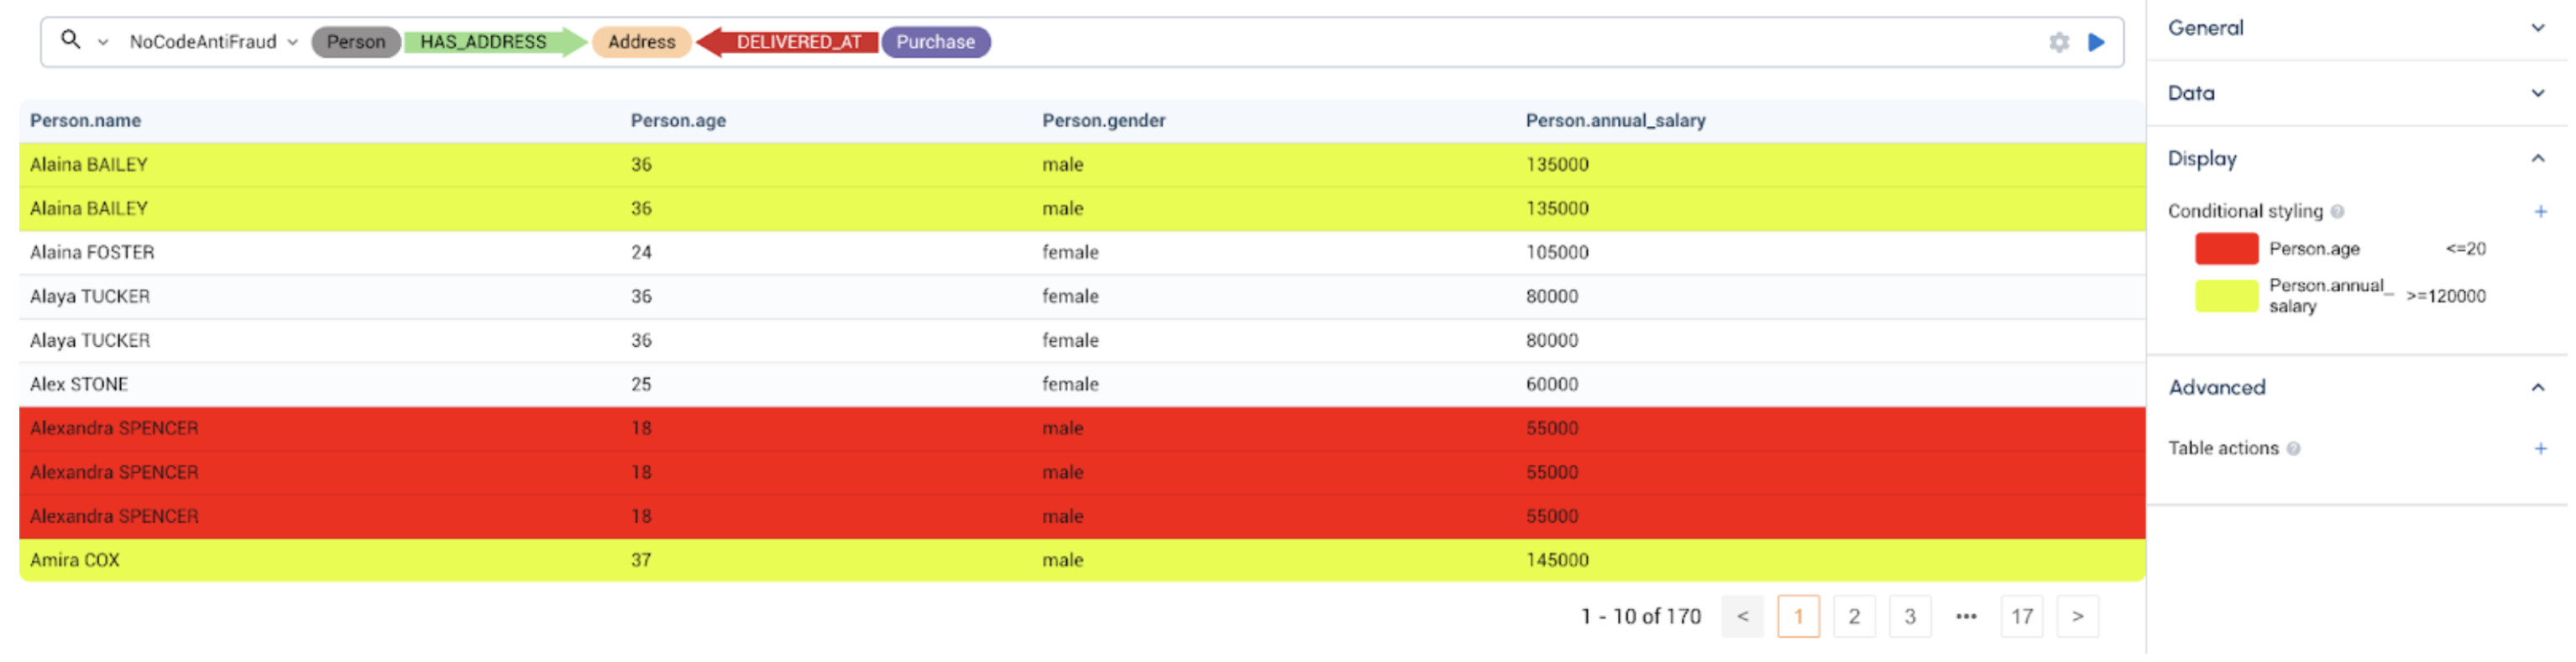 NoCodeAntiFraud Person HAS_ADDRESS Address DELIVERED_AT Purchase
Person.name Person.age Person.gender Person.annual_salary
Alaina BAILEY 36 male 135000
Alaina BAILEY 36 male 135000
Alaina FOSTER 24 female 105000
Alaya TUCKER 36 female 80000
Alaya TUCKER 36 female 80000
Alex STONE 25 female 60000
Alexandra SPENCER 18 male 55000
Alexandra SPENCER 18 male 55000
Alexandra SPENCER 18 male 55000
Amira COX 37 male 145000
1 - 10 of 170 < 1 2 3 ••• 17 >
General
Data
Display
Conditional styling ? +
Person.age <=20
Person.annual_ >=120000
salary
Advanced
Table actions ? +